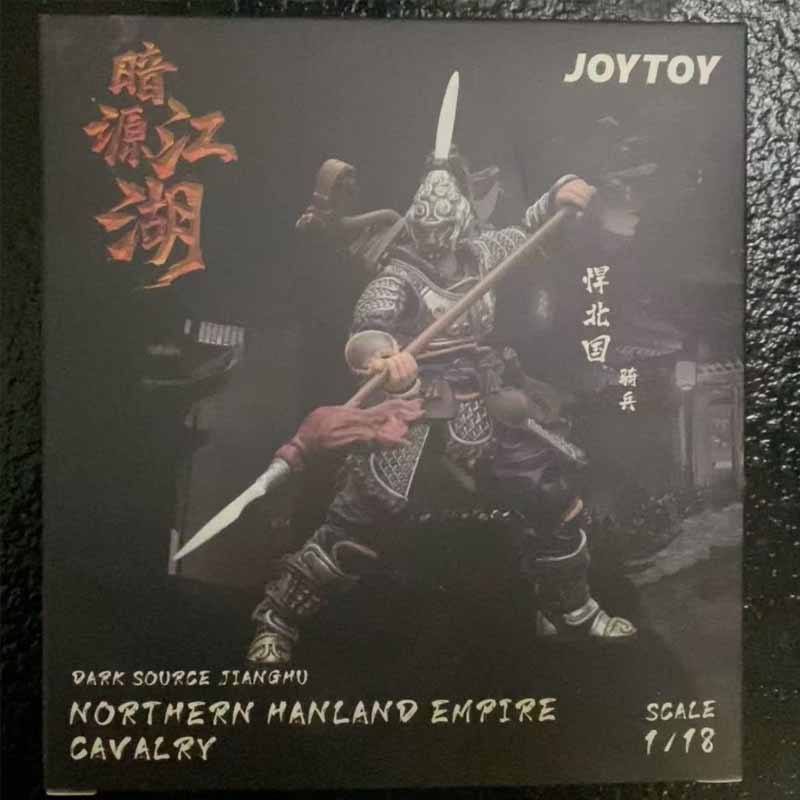 暗源江湖
JOYTOY
悍北国
骑兵
DARK SOURCE JIANGHU
NORTHERN HANLAND EMPIRE
CAVALRY
SCALE
1/18